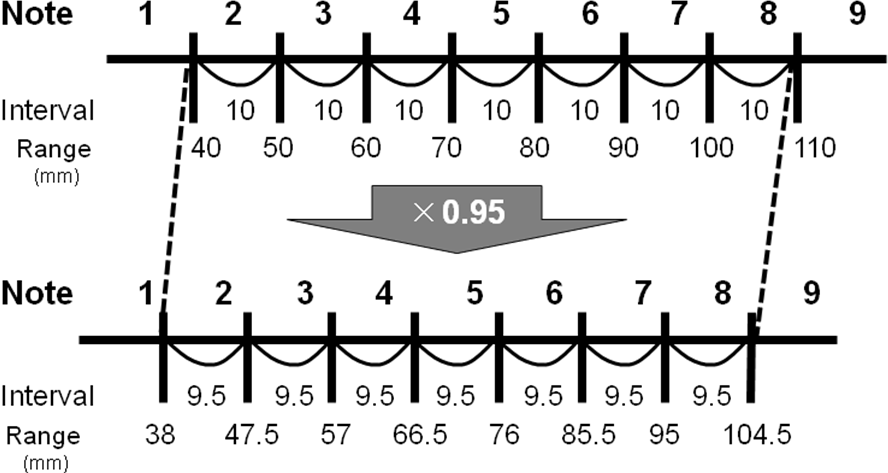 Note 1 2 3 4 5 6 7 8 9
Interval 10 10 10 10 10 10 10
Range 40 50 60 70 80 90 100 110
(mm)
× 0.95
Note 1 2 3 4 5 6 7 8 9
Interval 9.5 9.5 9.5 9.5 9.5 9.5 9.5
Range 38 47.5 57 66.5 76 85.5 95 104.5
(mm)